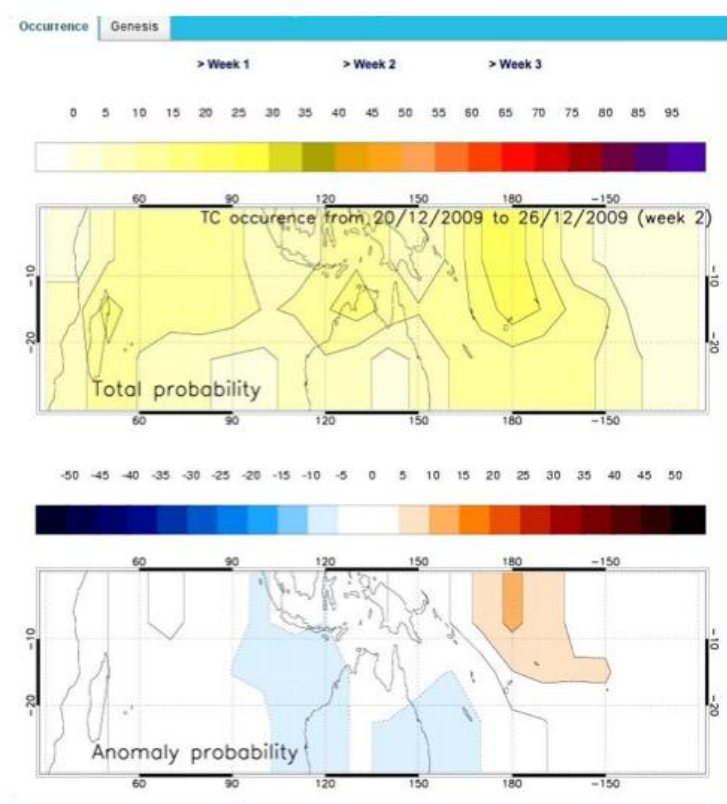 Occurrence Genesis
> Week 1 > Week 2 > Week 3
0 5 10 15 20 25 30 35 40 45 50 55 60 65 70 75 80 85 95
60 90 120 150 180 -150
TC occurence from 20/12/2009 to 26/12/2009 (week 2)
-10 -10
-20 -20
Total probability
60 90 120 150 180 -150
-50 -45 -40 -35 -30 -25 -20 -15 -10 -5 0 5 10 15 20 25 30 35 40 45 50
60 90 120 150 180 -150
-10 -10
-20 -20
Anomaly probability
60 90 120 150 180 -150